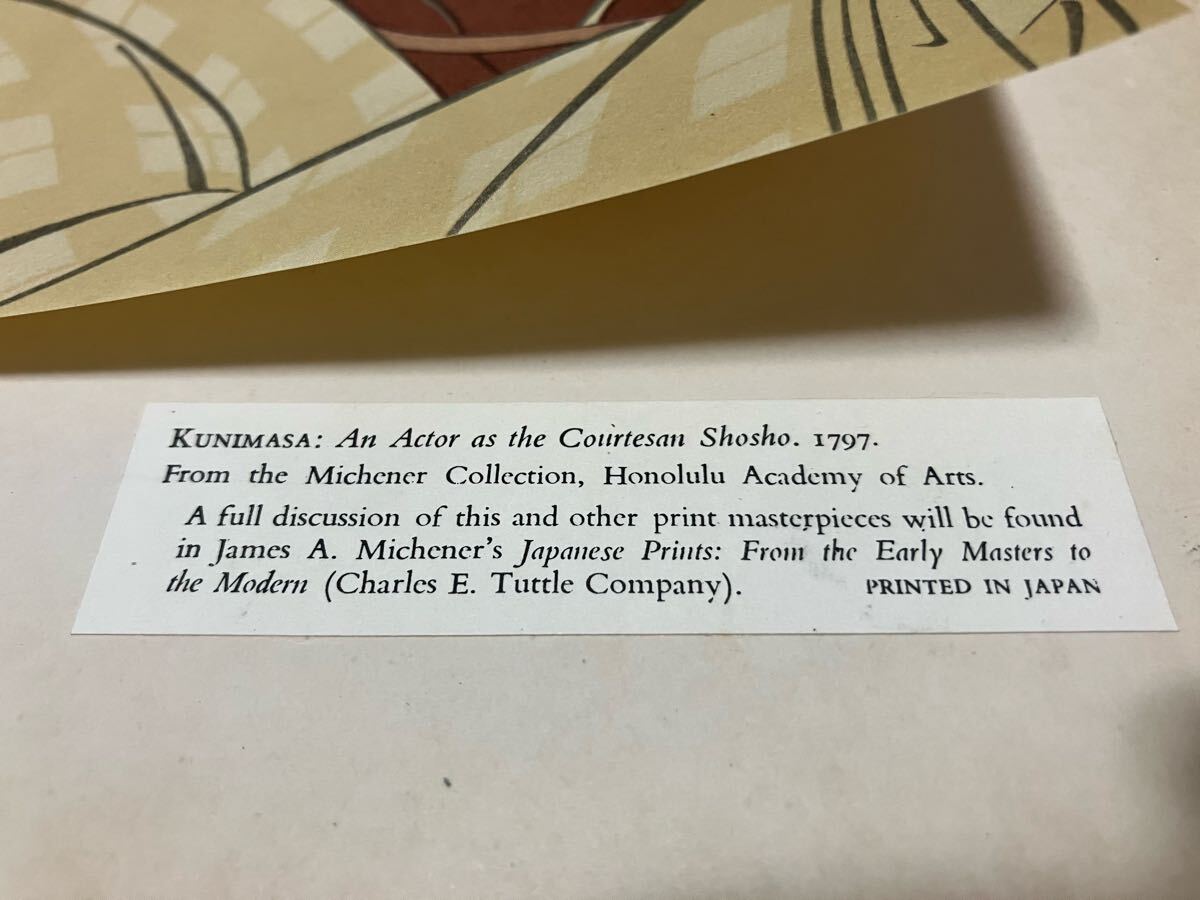 KUNIMASA: An Actor as the Courtesan Shosho. 1797.
From the Michener Collection, Honolulu Academy of Arts.
A full discussion of this and other print masterpieces will be found
in James A. Michener's Japanese Prints: From the Early Masters to
the Modern (Charles E. Tuttle Company). PRINTED IN JAPAN